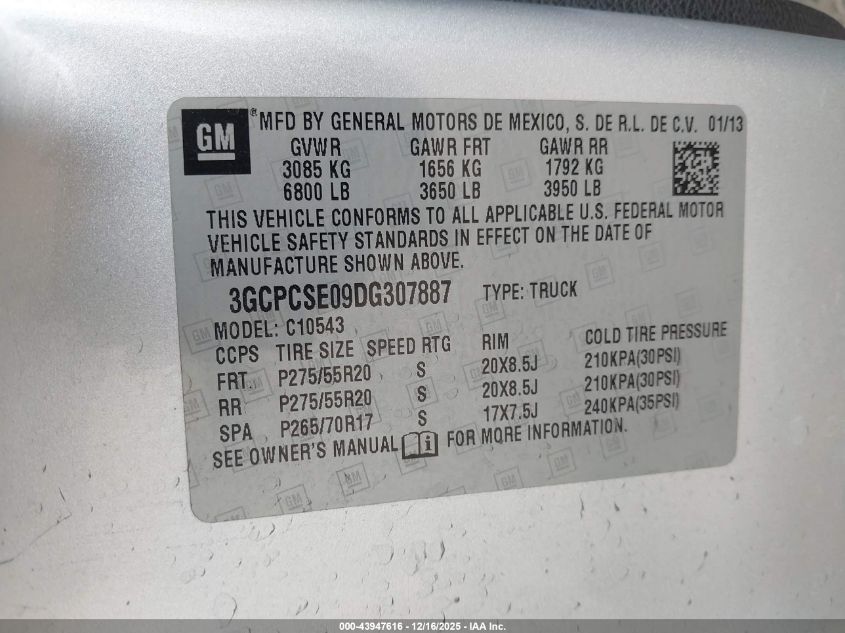 GM ® MFD BY GENERAL MOTORS DE MEXICO, S. DE R.L. DE C.V. 01/13
GVWR GAWR FRT GAWR RR
3085 KG 1656 KG 1792 KG
6800 LB 3650 LB 3950 LB
THIS VEHICLE CONFORMS TO ALL APPLICABLE U.S. FEDERAL MOTOR
VEHICLE SAFETY STANDARDS IN EFFECT ON THE DATE OF
MANUFACTURE SHOWN ABOVE.
3GCPCSE09DG307887 TYPE: TRUCK
MODEL: C10543
CCPS TIRE SIZE SPEED RTG RIM COLD TIRE PRESSURE
FRT. P275/55R20 S 20X8.5J 210KPA(30PSI)
RR P275/55R20 S 20X8.5J 210KPA(30PSI)
SPA P265/70R17 S 17X7.5J 240KPA(35PSI)
SEE OWNER'S MANUAL FOR MORE INFORMATION.
000-43947616 - 12/16/2025 - IAA Inc.